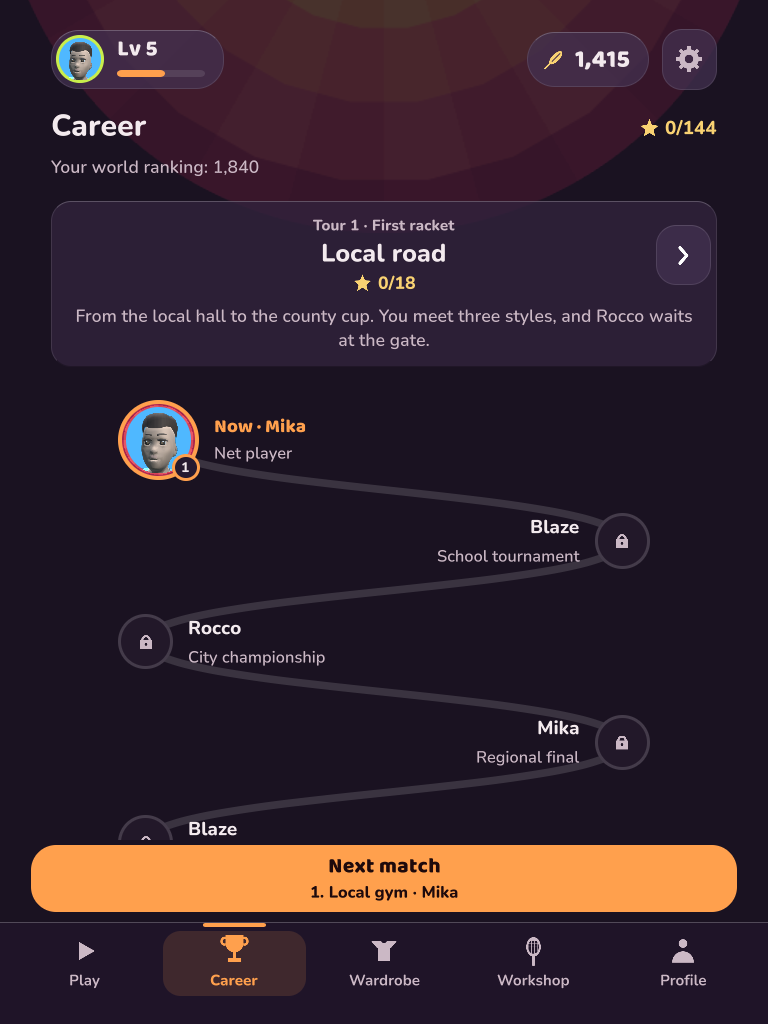 Lv 5
1,415
Career
0/144
Your world ranking: 1,840
Tour 1 · First racket
Local road
0/18
From the local hall to the county cup. You meet three styles, and Rocco waits
at the gate.
Now · Mika
1
Net player
Blaze
School tournament
Rocco
City championship
Mika
Regional final
Blaze
Next match
1. Local gym · Mika
Play
Career
Wardrobe
Workshop
Profile